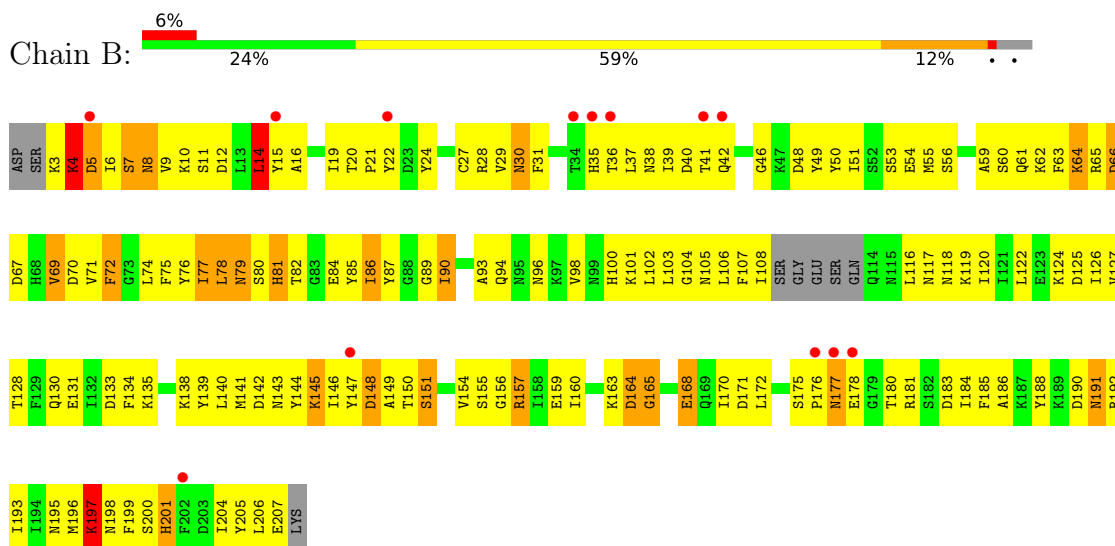 6%
Chain B:
24% 59% 12% • •
ASP SER K3 K4 D5 I6 S7 N8 V9 K10 S11 D12 L13 L14 Y15 A16 I19 T20 P21 Y22 D23 Y24 C27 R28 V29 N30 F31 T34 H35 T36 L37 N38 I39 D40 T41 Q42 G46 K47 D48 Y49 Y50 I51 S52 S53 E54 M55 S56 A59 S60 Q61 K62 F63 K64 R65 D66
D67 H68 V69 D70 V71 F72 G73 L74 F75 Y76 I77 L78 N79 S80 H81 T82 G83 E84 Y85 I86 Y87 G88 G89 I90 A93 Q94 N95 N96 K97 V98 N99 H100 K101 L102 L103 G104 N105 L106 F107 I108 SER GLY GLU SER GLN Q114 N115 L116 N117 N118 K119 I120 I121 L122 E123 K124 D125 I126 V127
T128 F129 Q130 E131 I132 D133 F134 K135 K138 Y139 L140 M141 D142 N143 Y144 K145 I146 Y147 D148 A149 T150 S151 V154 S155 G156 R157 I158 E159 I160 K163 D164 G165 E168 Q169 I170 D171 L172 S175 P176 N177 E178 G179 T180 R181 S182 D183 I184 F185 A186 K187 Y188 K189 D190 N191 R192
I193 I194 N195 M196 K197 N198 F199 S200 H201 F202 D203 I204 Y205 L206 E207 LYS